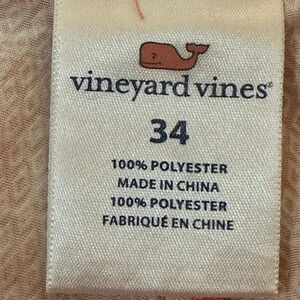 vineyard vines®
34
100% POLYESTER
MADE IN CHINA
100% POLYESTER
FABRIQUÉ EN CHINE